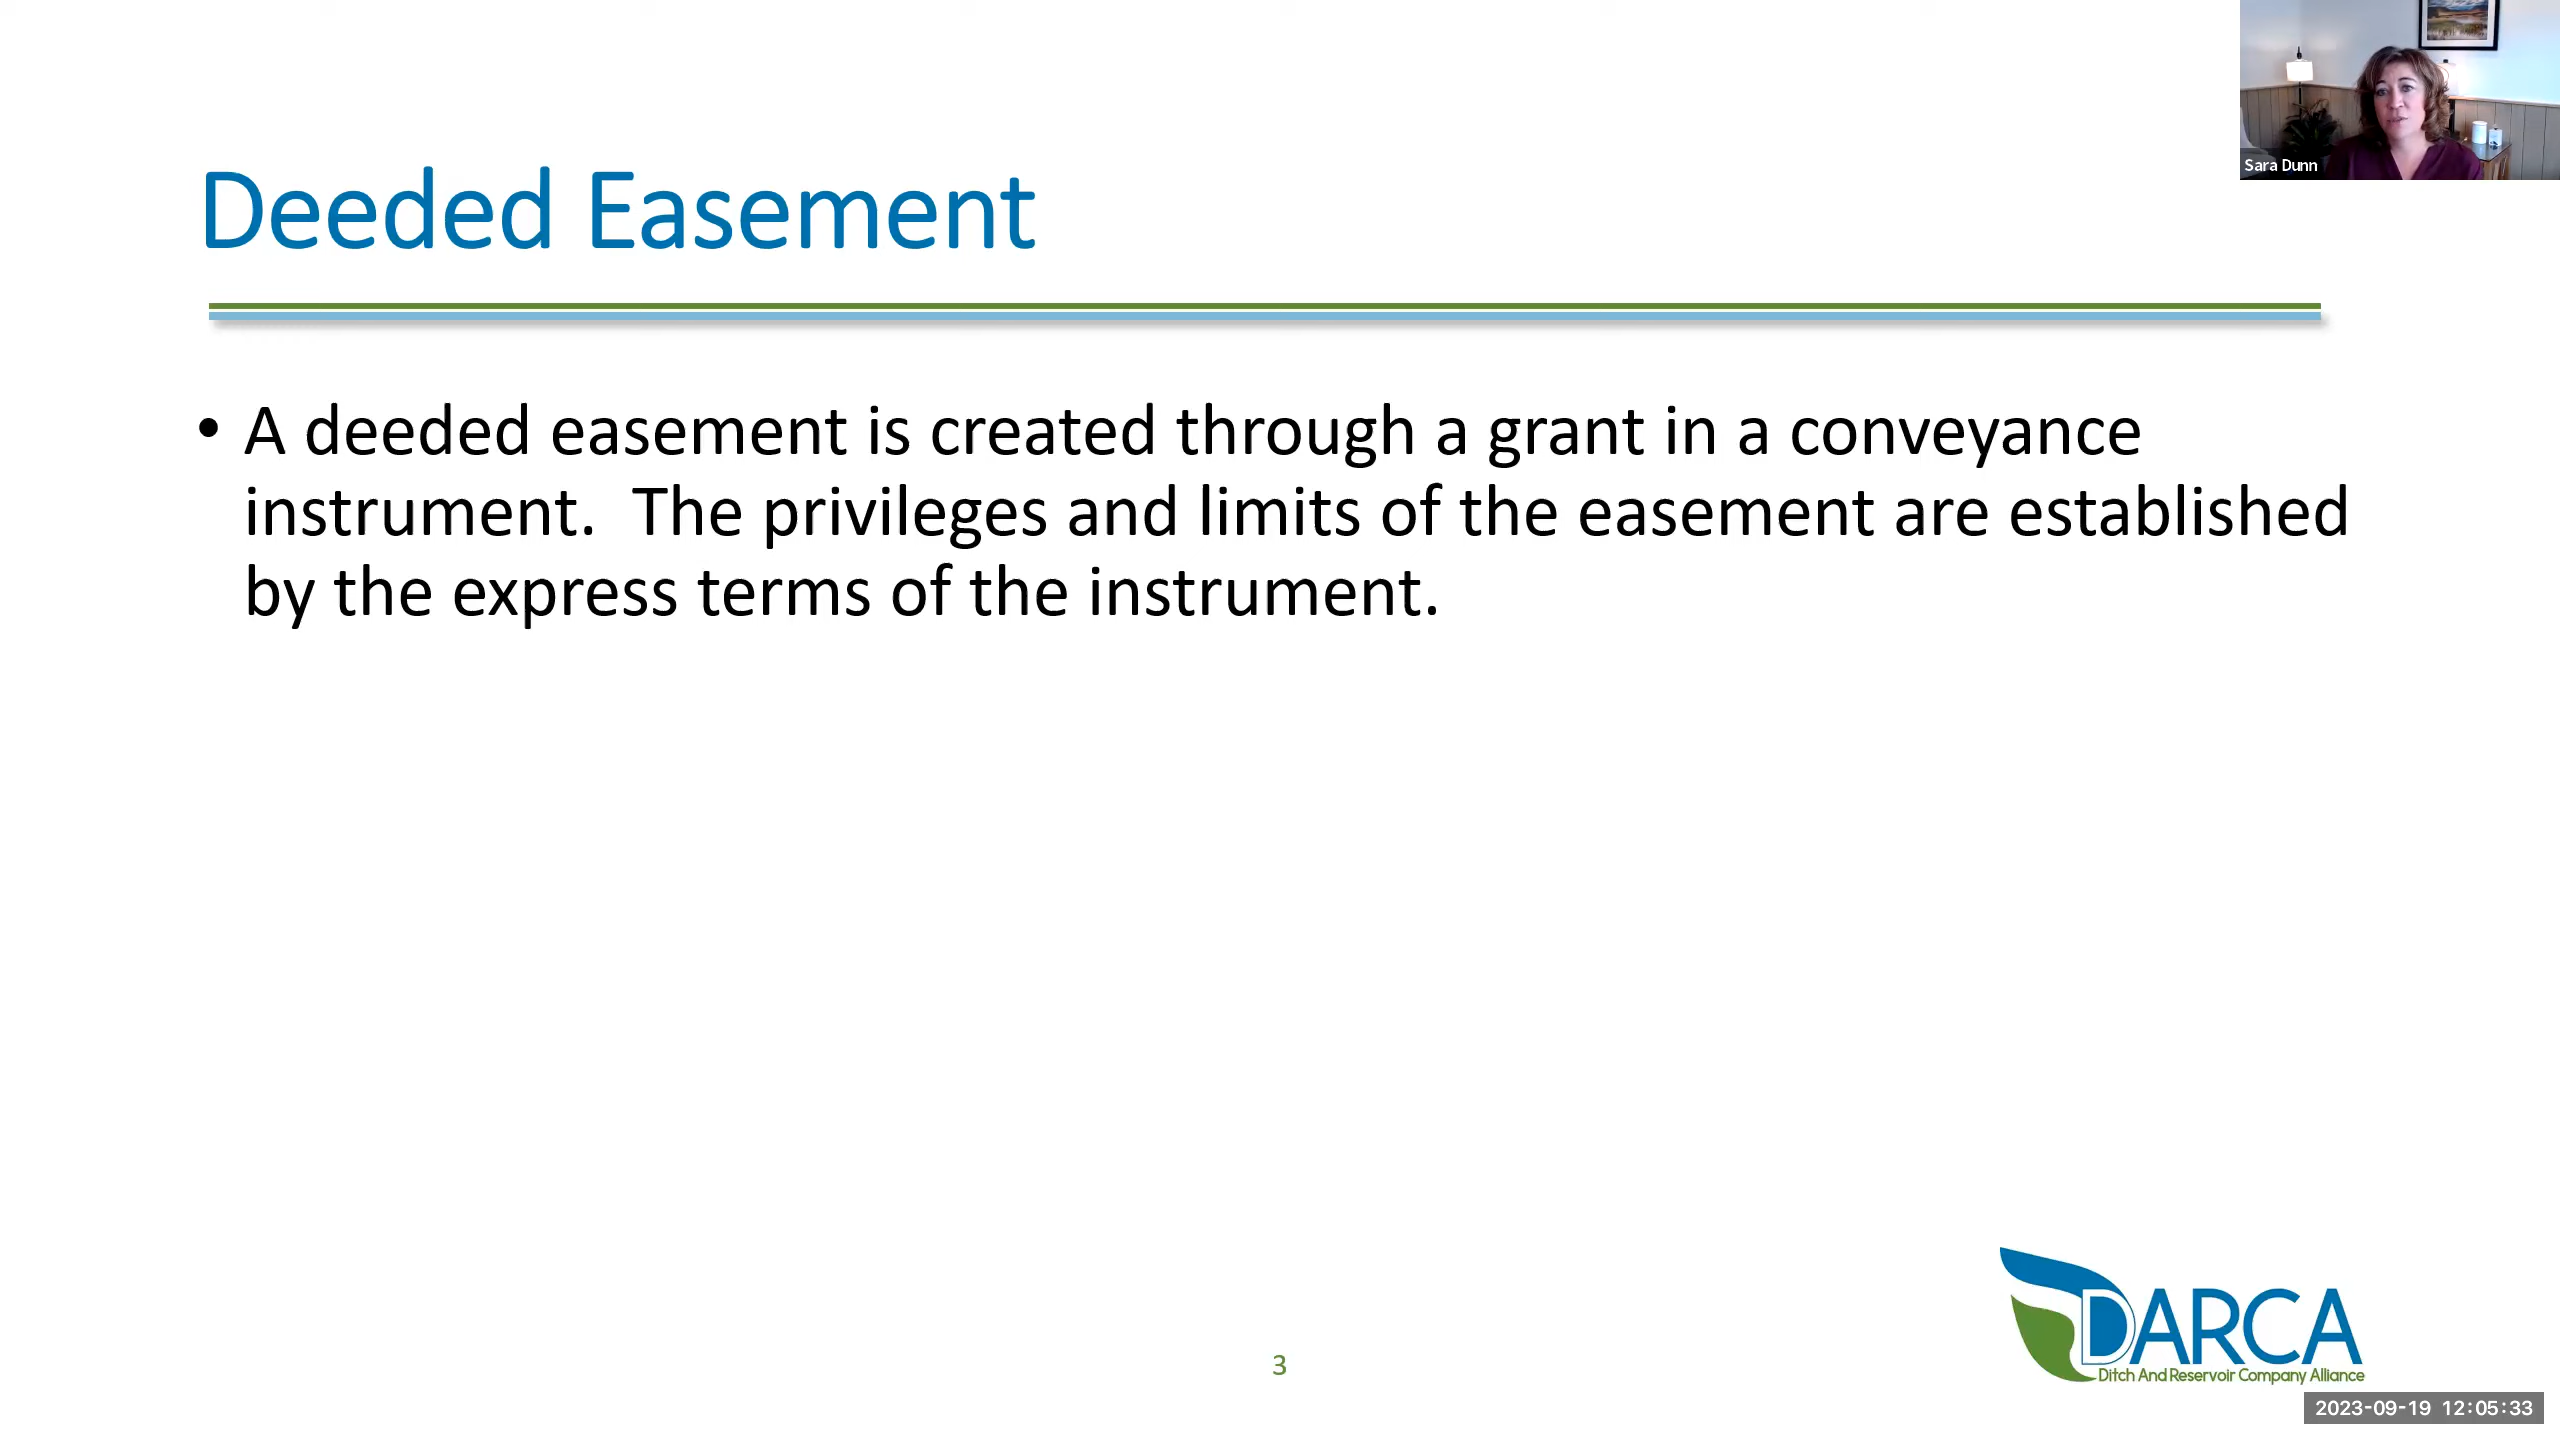 Sara Dunn
Deeded Easement
• A deeded easement is created through a grant in a conveyance
instrument.  The privileges and limits of the easement are established
by the express terms of the instrument.
3
DARCA
Ditch And Reservoir Company Alliance
2023-09-19 12:05:33